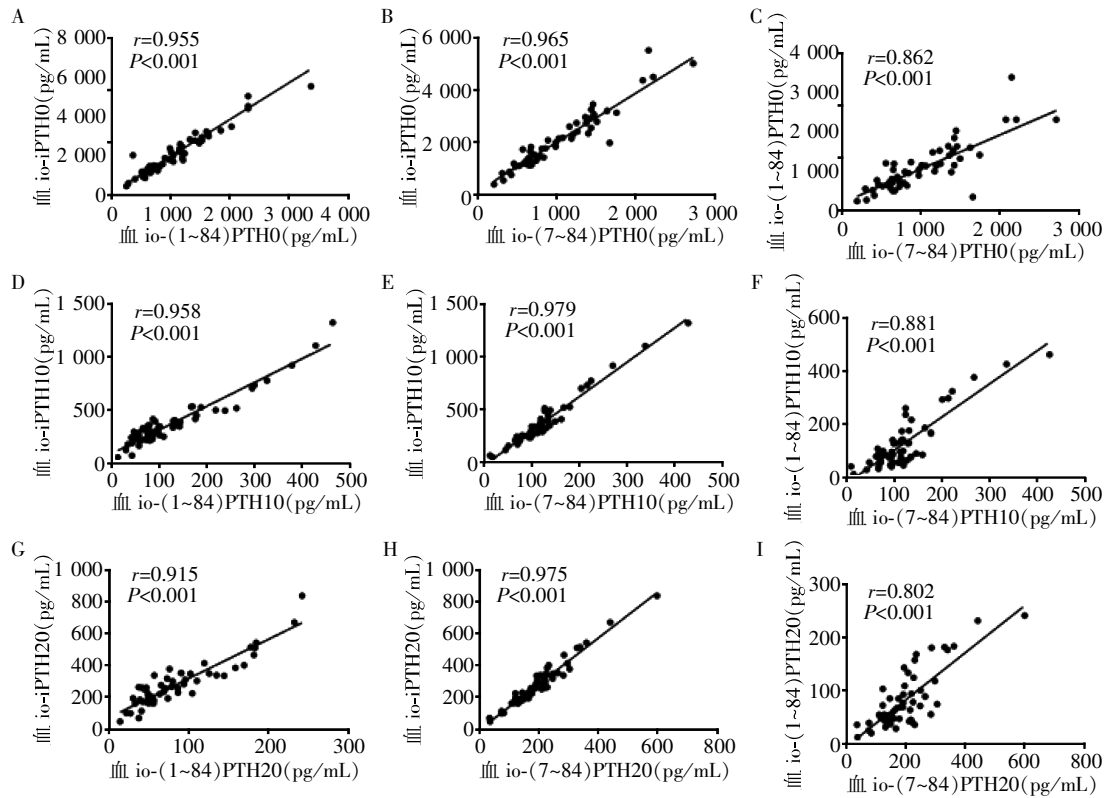 A
8 000
6 000
4 000
2 000
0
r=0.955
P<0.001
血 io-iPTH0(pg/mL)
0 1 000 2 000 3 000 4 000
血 io-(1~84)PTH0(pg/mL)
B
6 000
4 000
2 000
0
r=0.965
P<0.001
血 io-iPTH0(pg/mL)
0 1 000 2 000 3 000
血 io-(7~84)PTH0(pg/mL)
C
4 000
3 000
2 000
1 000
0
r=0.862
P<0.001
血 io-(1~84)PTH0(pg/mL)
0 1 000 2 000 3 000
血 io-(7~84)PTH0(pg/mL)
D
1 500
1 000
500
0
r=0.958
P<0.001
血 io-iPTH10(pg/mL)
0 100 200 300 400 500
血 io-(1~84)PTH10(pg/mL)
E
1 500
1 000
500
0
r=0.979
P<0.001
血 io-iPTH10(pg/mL)
0 100 200 300 400 500
血 io-(7~84)PTH10(pg/mL)
F
600
400
200
0
r=0.881
P<0.001
血 io-(1~84)PTH10(pg/mL)
0 100 200 300 400 500
血 io-(7~84)PTH10(pg/mL)
G
1 000
800
600
400
200
0
r=0.915
P<0.001
血 io-iPTH20(pg/mL)
0 100 200 300
血 io-(1~84)PTH20(pg/mL)
H
1 000
800
600
400
200
0
r=0.975
P<0.001
血 io-iPTH20(pg/mL)
0 200 400 600 800
血 io-(7~84)PTH20(pg/mL)
I
300
200
100
0
r=0.802
P<0.001
血 io-(1~84)PTH20(pg/mL)
0 200 400 600 800
血 io-(7~84)PTH20(pg/mL)